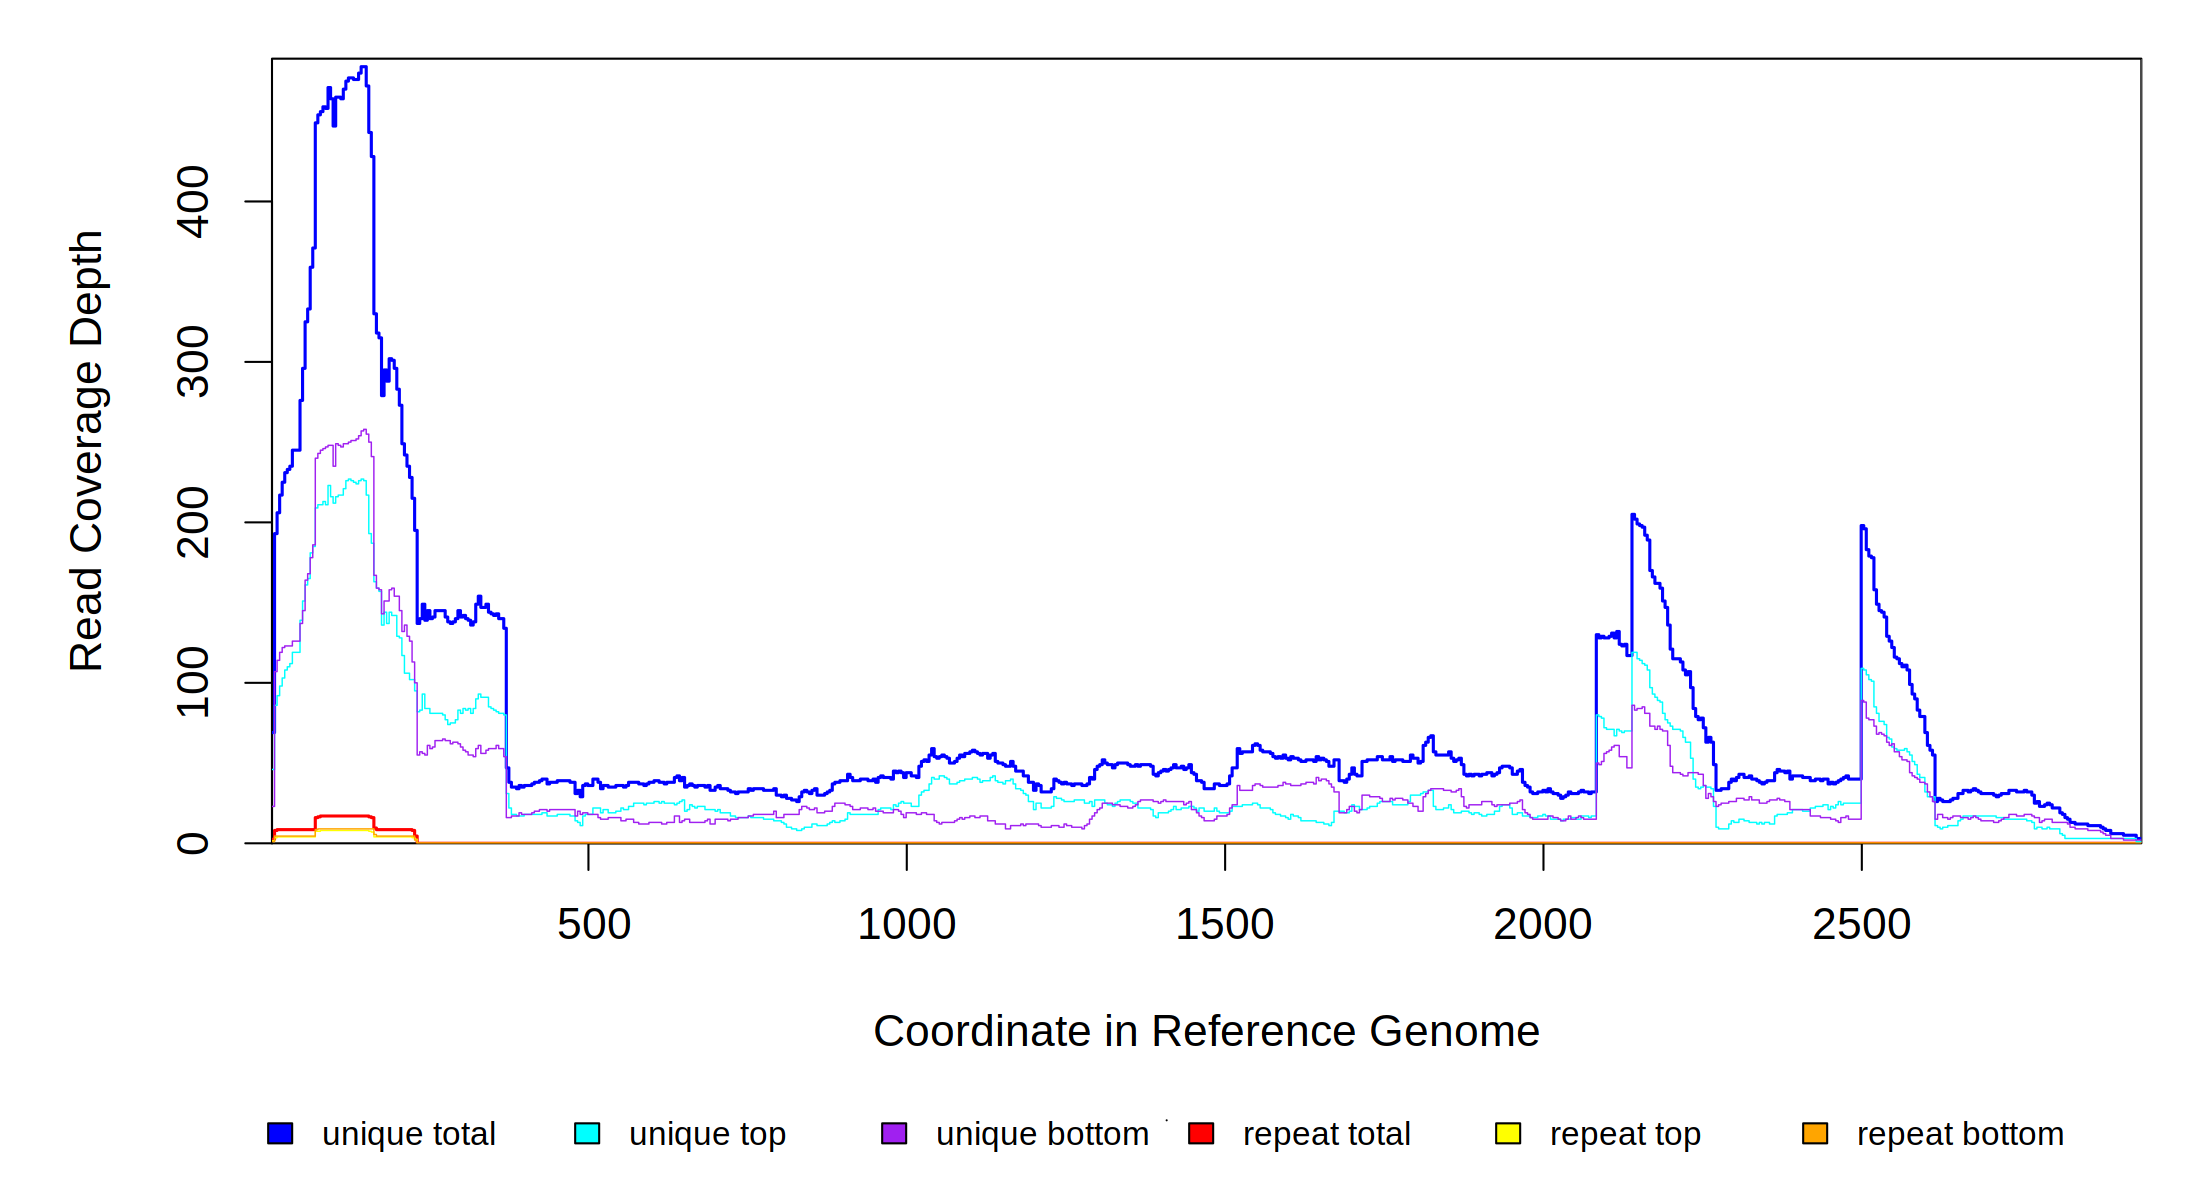 Read Coverage Depth
400
300
200
100
0
500 1000 1500 2000 2500
Coordinate in Reference Genome
unique total unique top unique bottom repeat total repeat top repeat bottom